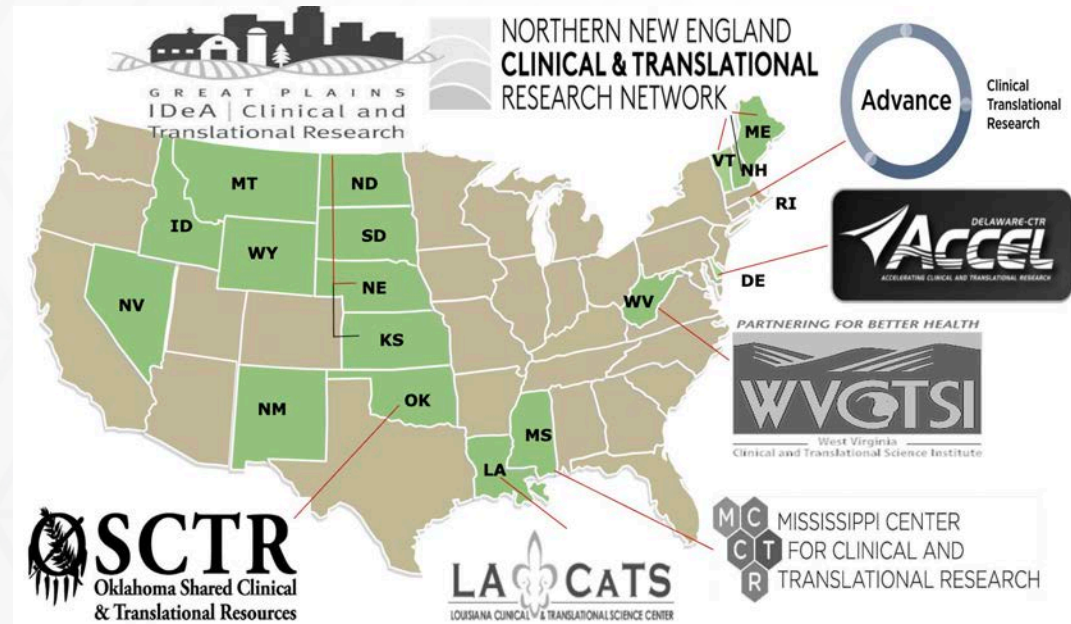 GREAT PLAINS
IDeA | Clinical and
Translational Research
NORTHERN NEW ENGLAND
CLINICAL & TRANSLATIONAL
RESEARCH NETWORK
Advance
Clinical
Translational
Research
ME
VT
NH
MT
ND
RI
ID
SD
DELAWARE-CTR
ACCEL
ACCELERATING CLINICAL AND TRANSLATIONAL RESEARCH
WY
DE
NE
WV
NV
KS
PARTNERING FOR BETTER HEALTH
WVCTSI
West Virginia
Clinical and Translational Science Institute
NM
OK
MS
LA
OSCTR
Oklahoma Shared Clinical
& Translational Resources
LA CATS
LOUISIANA CLINICAL & TRANSLATIONAL SCIENCE CENTER
M C
C T
R
MISSISSIPPI CENTER
FOR CLINICAL AND
TRANSLATIONAL RESEARCH